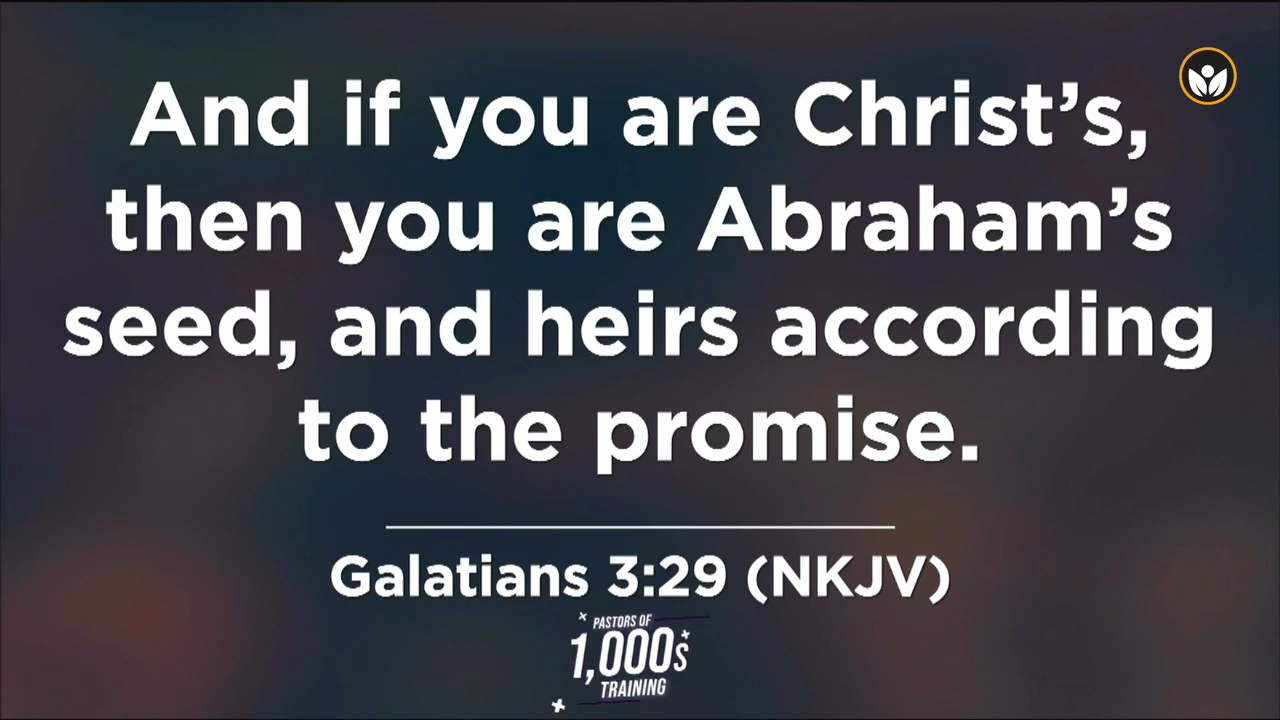 And if you are Christ’s,
then you are Abraham’s
seed, and heirs according
to the promise.
Galatians 3:29 (NKJV)
PASTORS OF
1,000s
TRAINING